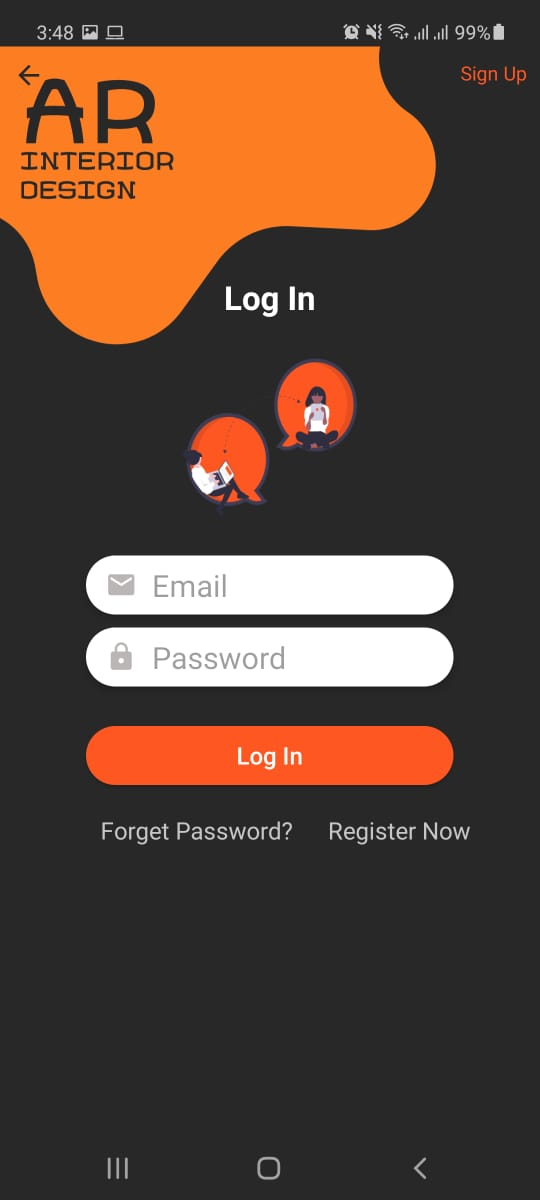 3:48 99%
Sign Up
AR
INTERIOR
DESIGN
Log In
Email
Password
Log In
Forget Password? Register Now